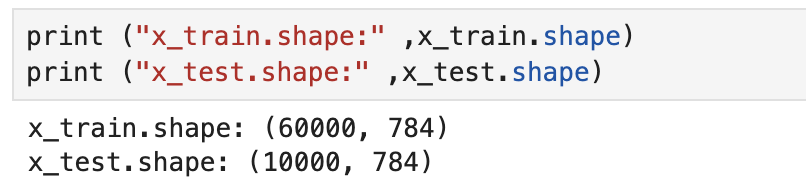 print ("x_train.shape:" ,x_train.shape)
print ("x_test.shape:" ,x_test.shape)
x_train.shape: (60000, 784)
x_test.shape: (10000, 784)